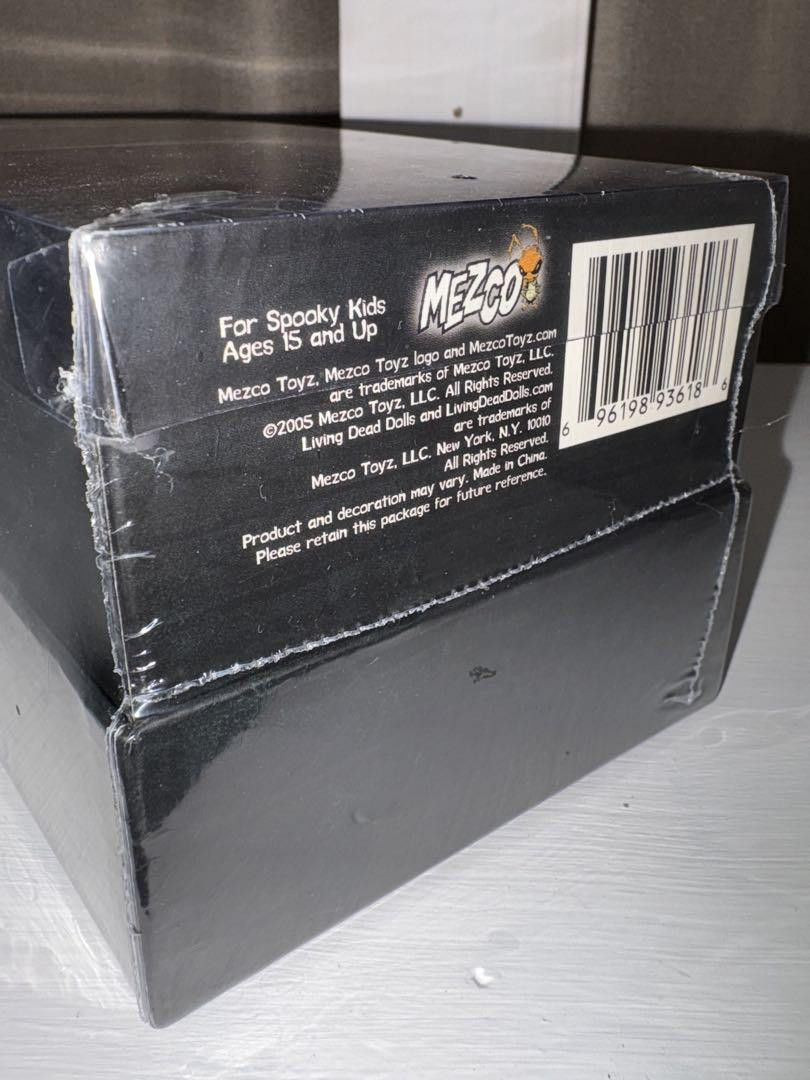 For Spooky Kids
Ages 15 and Up
MEZCO
™
Mezco Toyz, Mezco Toyz logo and MezcoToyz.com
are trademarks of Mezco Toyz, LLC.
©2005 Mezco Toyz, LLC. All Rights Reserved.
Living Dead Dolls and LivingDeadDolls.com
are trademarks of
Mezco Toyz, LLC. New York, N.Y. 10010
All Rights Reserved.
Product and decoration may vary. Made in China.
Please retain this package for future reference.
6 96198 93618 6